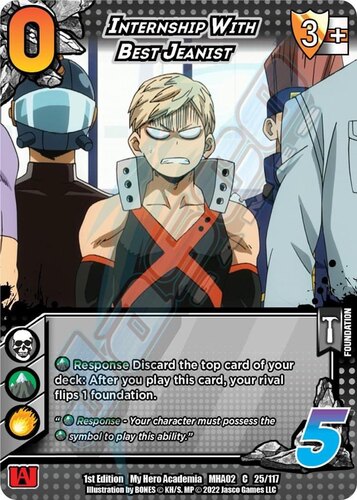 0
INTERNSHIP WITH
BEST JEANIST
3 +
FOUNDATION
Response Discard the top card of your
deck: After you play this card, your rival
flips 1 foundation.
" Response - Your character must possess the
symbol to play this ability."
5
1st Edition My Hero Academia MHA02 C 25/117
Illustration by BONES © KH/S. MP © 2022 Jasco Games LLC